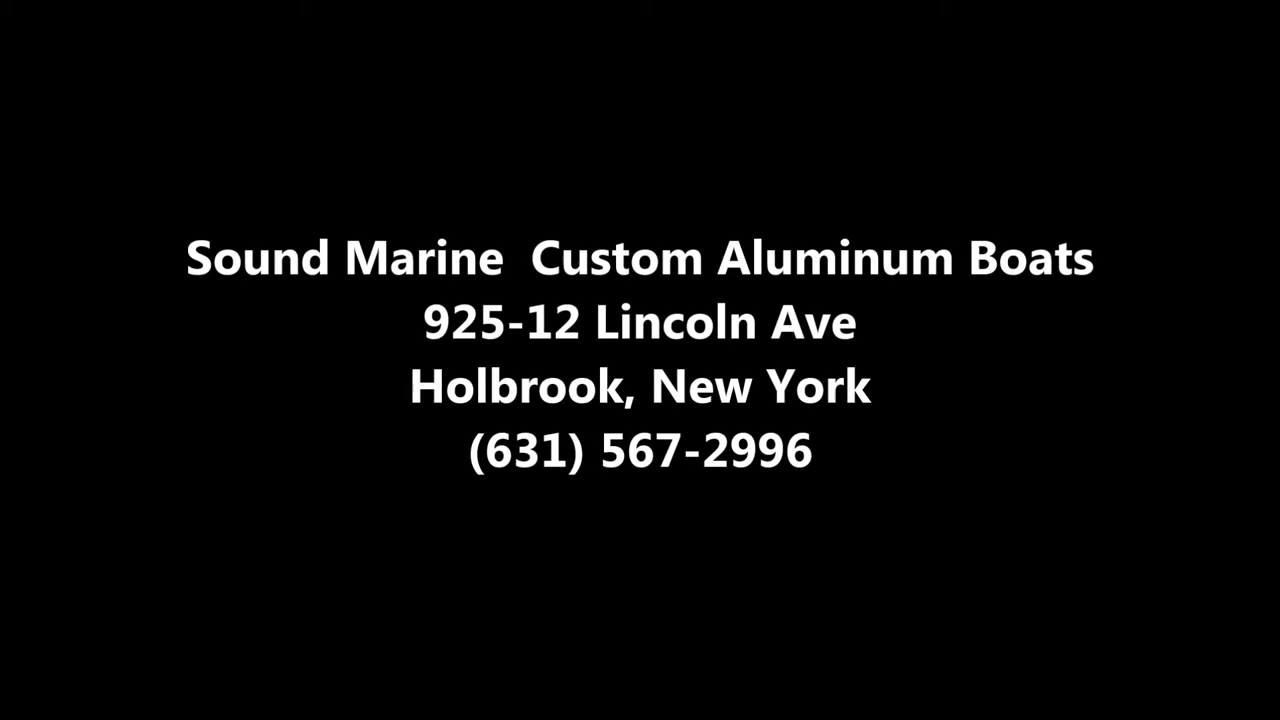 Sound Marine  Custom Aluminum Boats
925-12 Lincoln Ave
Holbrook, New York
(631) 567-2996